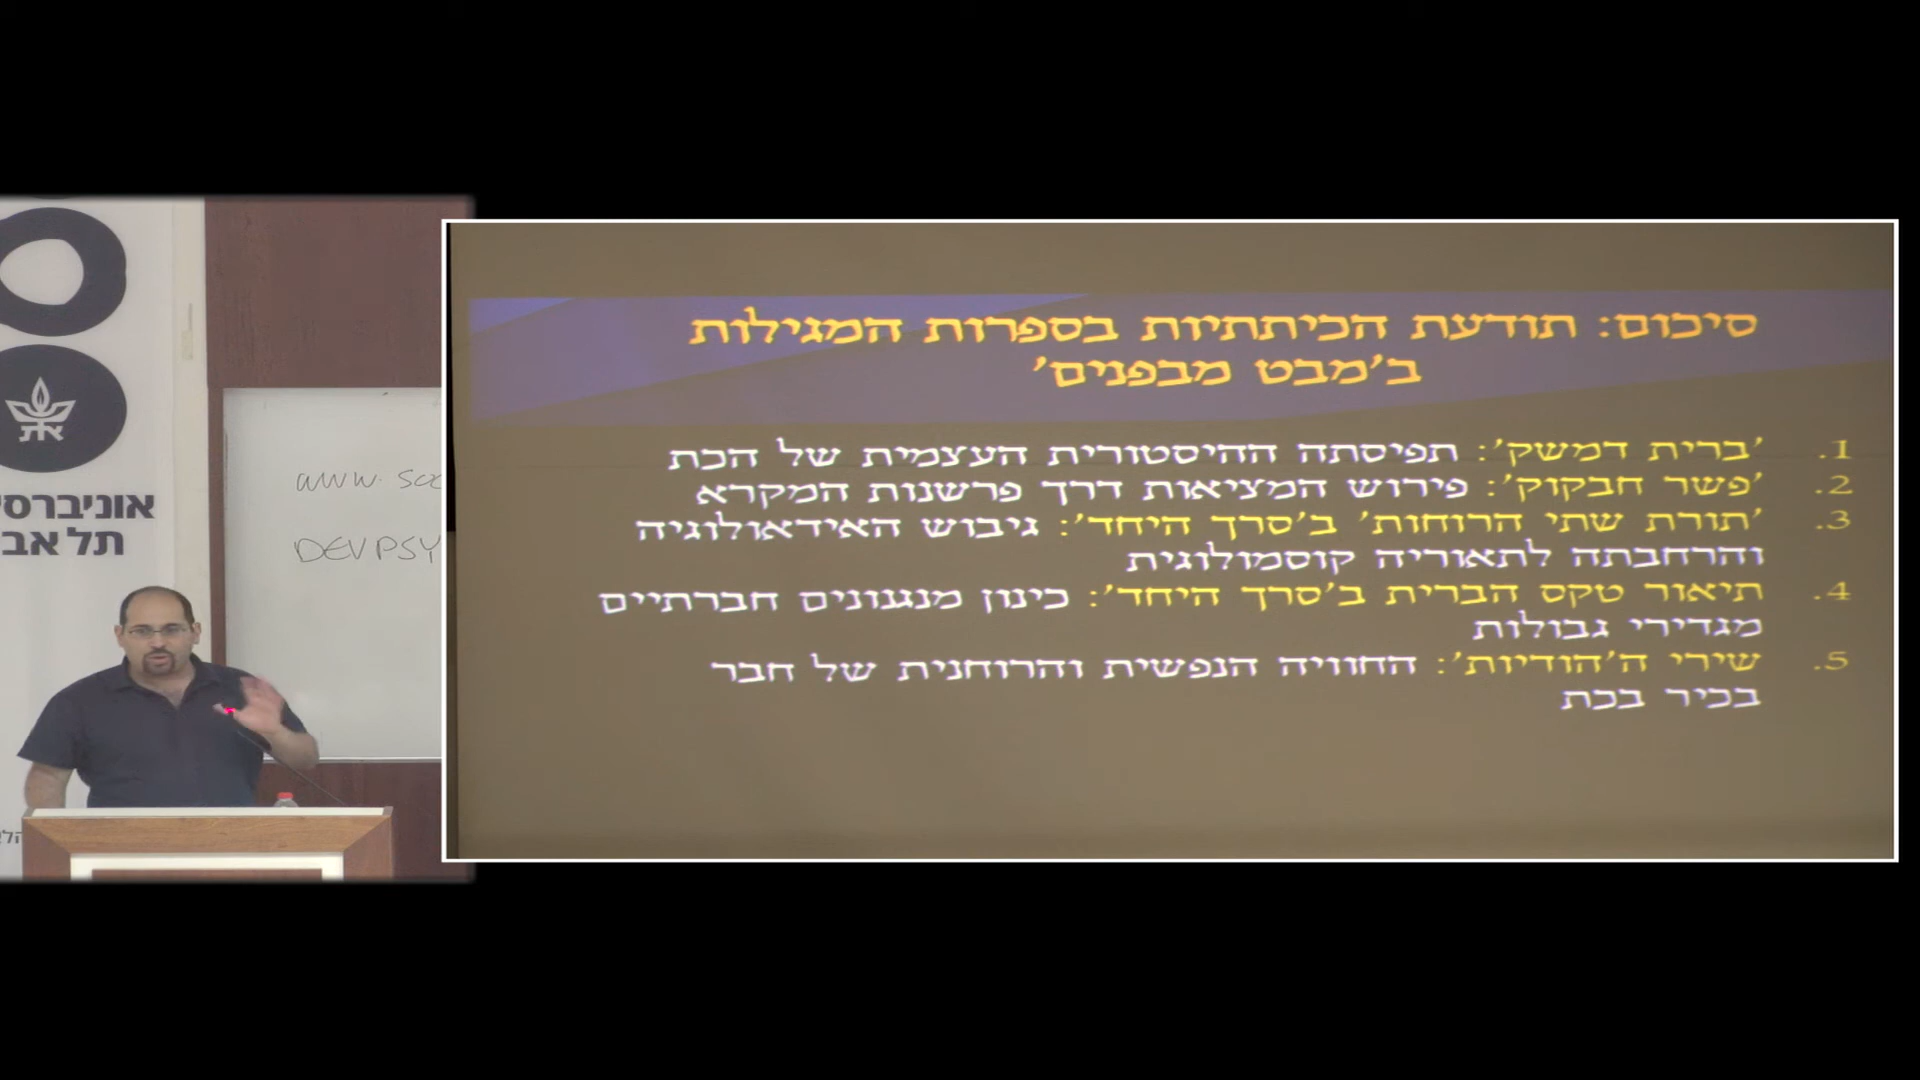 סיכום: תודעת הכיתתיות בספרות המגילות
ב'מבט מבפנים'
1. 'ברית דמשק': תפיסתה ההיסטורית העצמית של הכת
2. 'פשר חבקוק': פירוש המציאות דרך פרשנות המקרא
3. 'תורת שתי הרוחות' ב'סרך היחד': גיבוש האידאולוגיה
והרחבתה לתאוריה קוסמולוגית
4. תיאור טקס הברית ב'סרך היחד': כינון מנגנונים חברתיים
מגדירי גבולות
5. שירי ה'הודיות': החוויה הנפשית והרוחנית של חבר
בכיר בכת
אוניברסי
תל אב
www. soc
DEVPSY